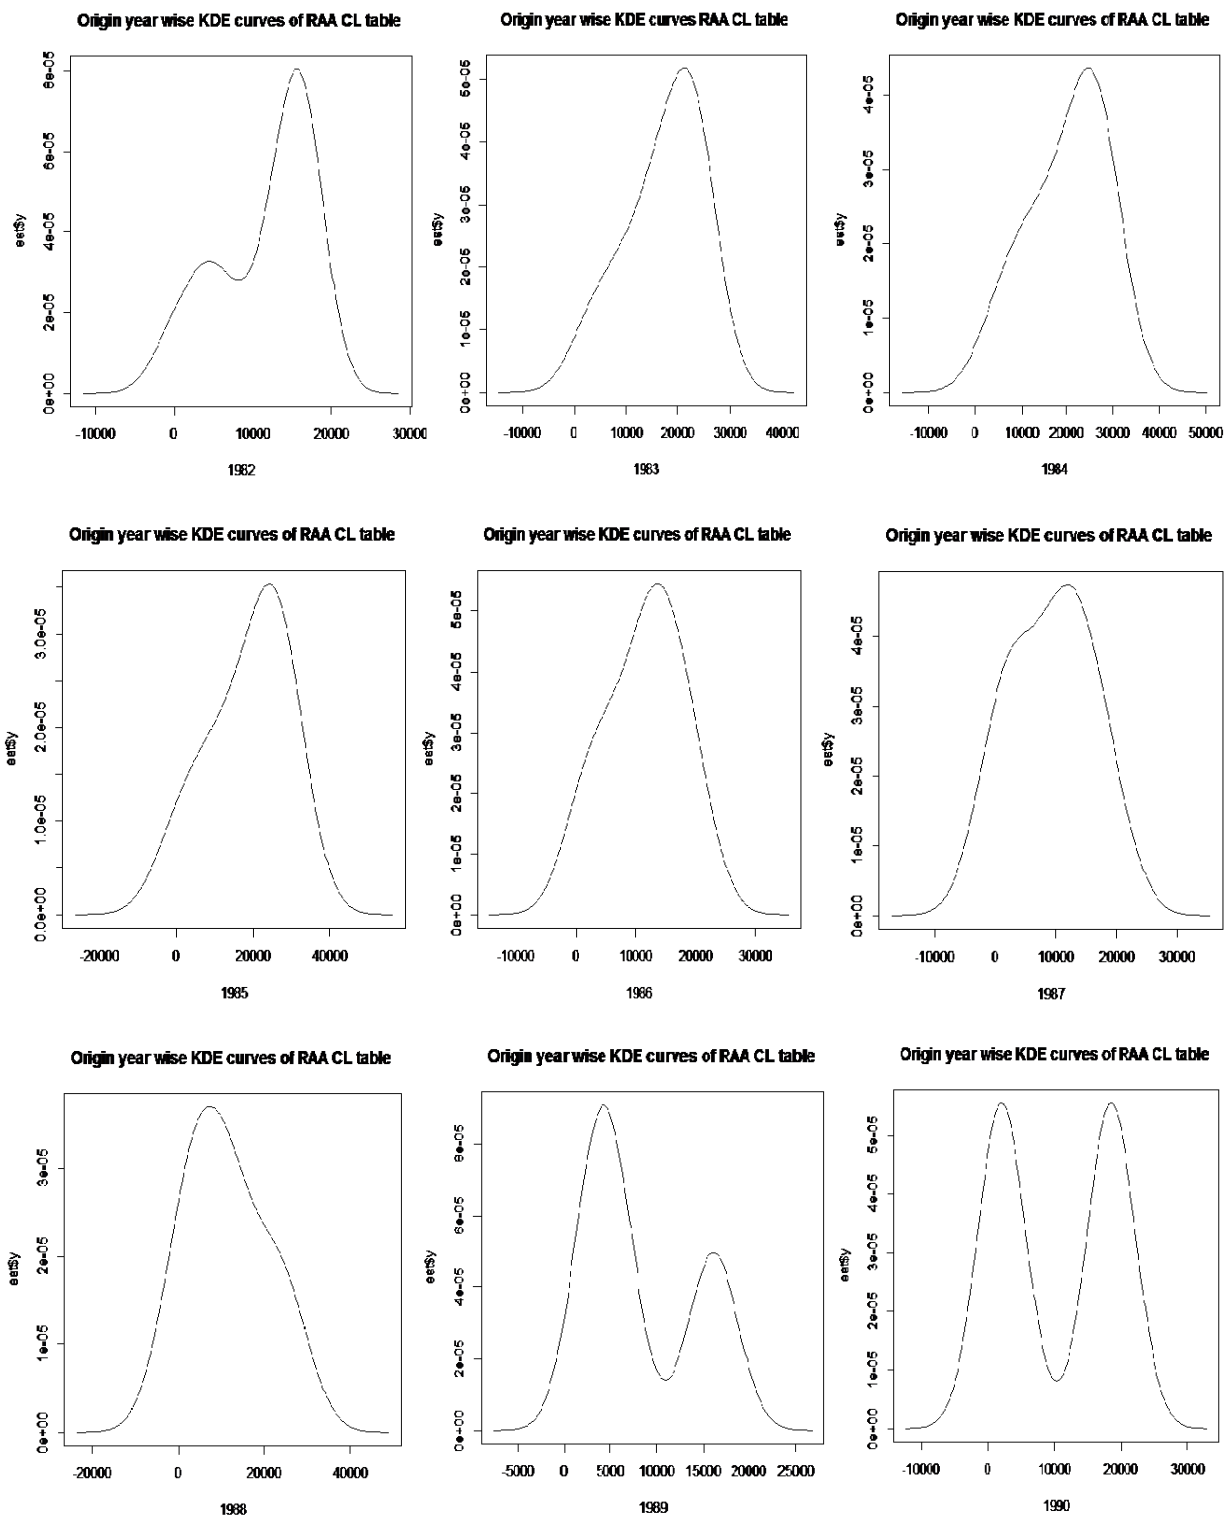 Origin year wise KDE curves of RAA CL table
est$y
0e+00 2e-05 4e-05 6e-05 8e-05
-10000 0 10000 20000 30000
1982
Origin year wise KDE curves RAA CL table
est$y
0e+00 1e-05 2e-05 3e-05 4e-05 5e-05
-10000 0 10000 20000 30000 40000
1983
Origin year wise KDE curves of RAA CL table
est$y
0e+00 1e-05 2e-05 3e-05 4e-05
-10000 0 10000 20000 30000 40000 50000
1984
Origin year wise KDE curves of RAA CL table
est$y
0.0e+00 1.0e-05 2.0e-05 3.0e-05
-20000 0 20000 40000
1985
Origin year wise KDE curves of RAA CL table
est$y
0e+00 1e-05 2e-05 3e-05 4e-05 5e-05
-10000 0 10000 20000 30000
1986
Origin year wise KDE curves of RAA CL table
est$y
0e+00 1e-05 2e-05 3e-05 4e-05
-10000 0 10000 20000 30000
1987
Origin year wise KDE curves of RAA CL table
est$y
0e+00 1e-05 2e-05 3e-05
-20000 0 20000 40000
1988
Origin year wise KDE curves of RAA CL table
est$y
0e+00 2e-05 4e-05 6e-05 8e-05
-5000 0 5000 10000 15000 20000 25000
1989
Origin year wise KDE curves of RAA CL table
est$y
0e+00 1e-05 2e-05 3e-05 4e-05 5e-05
-10000 0 10000 20000 30000
1990